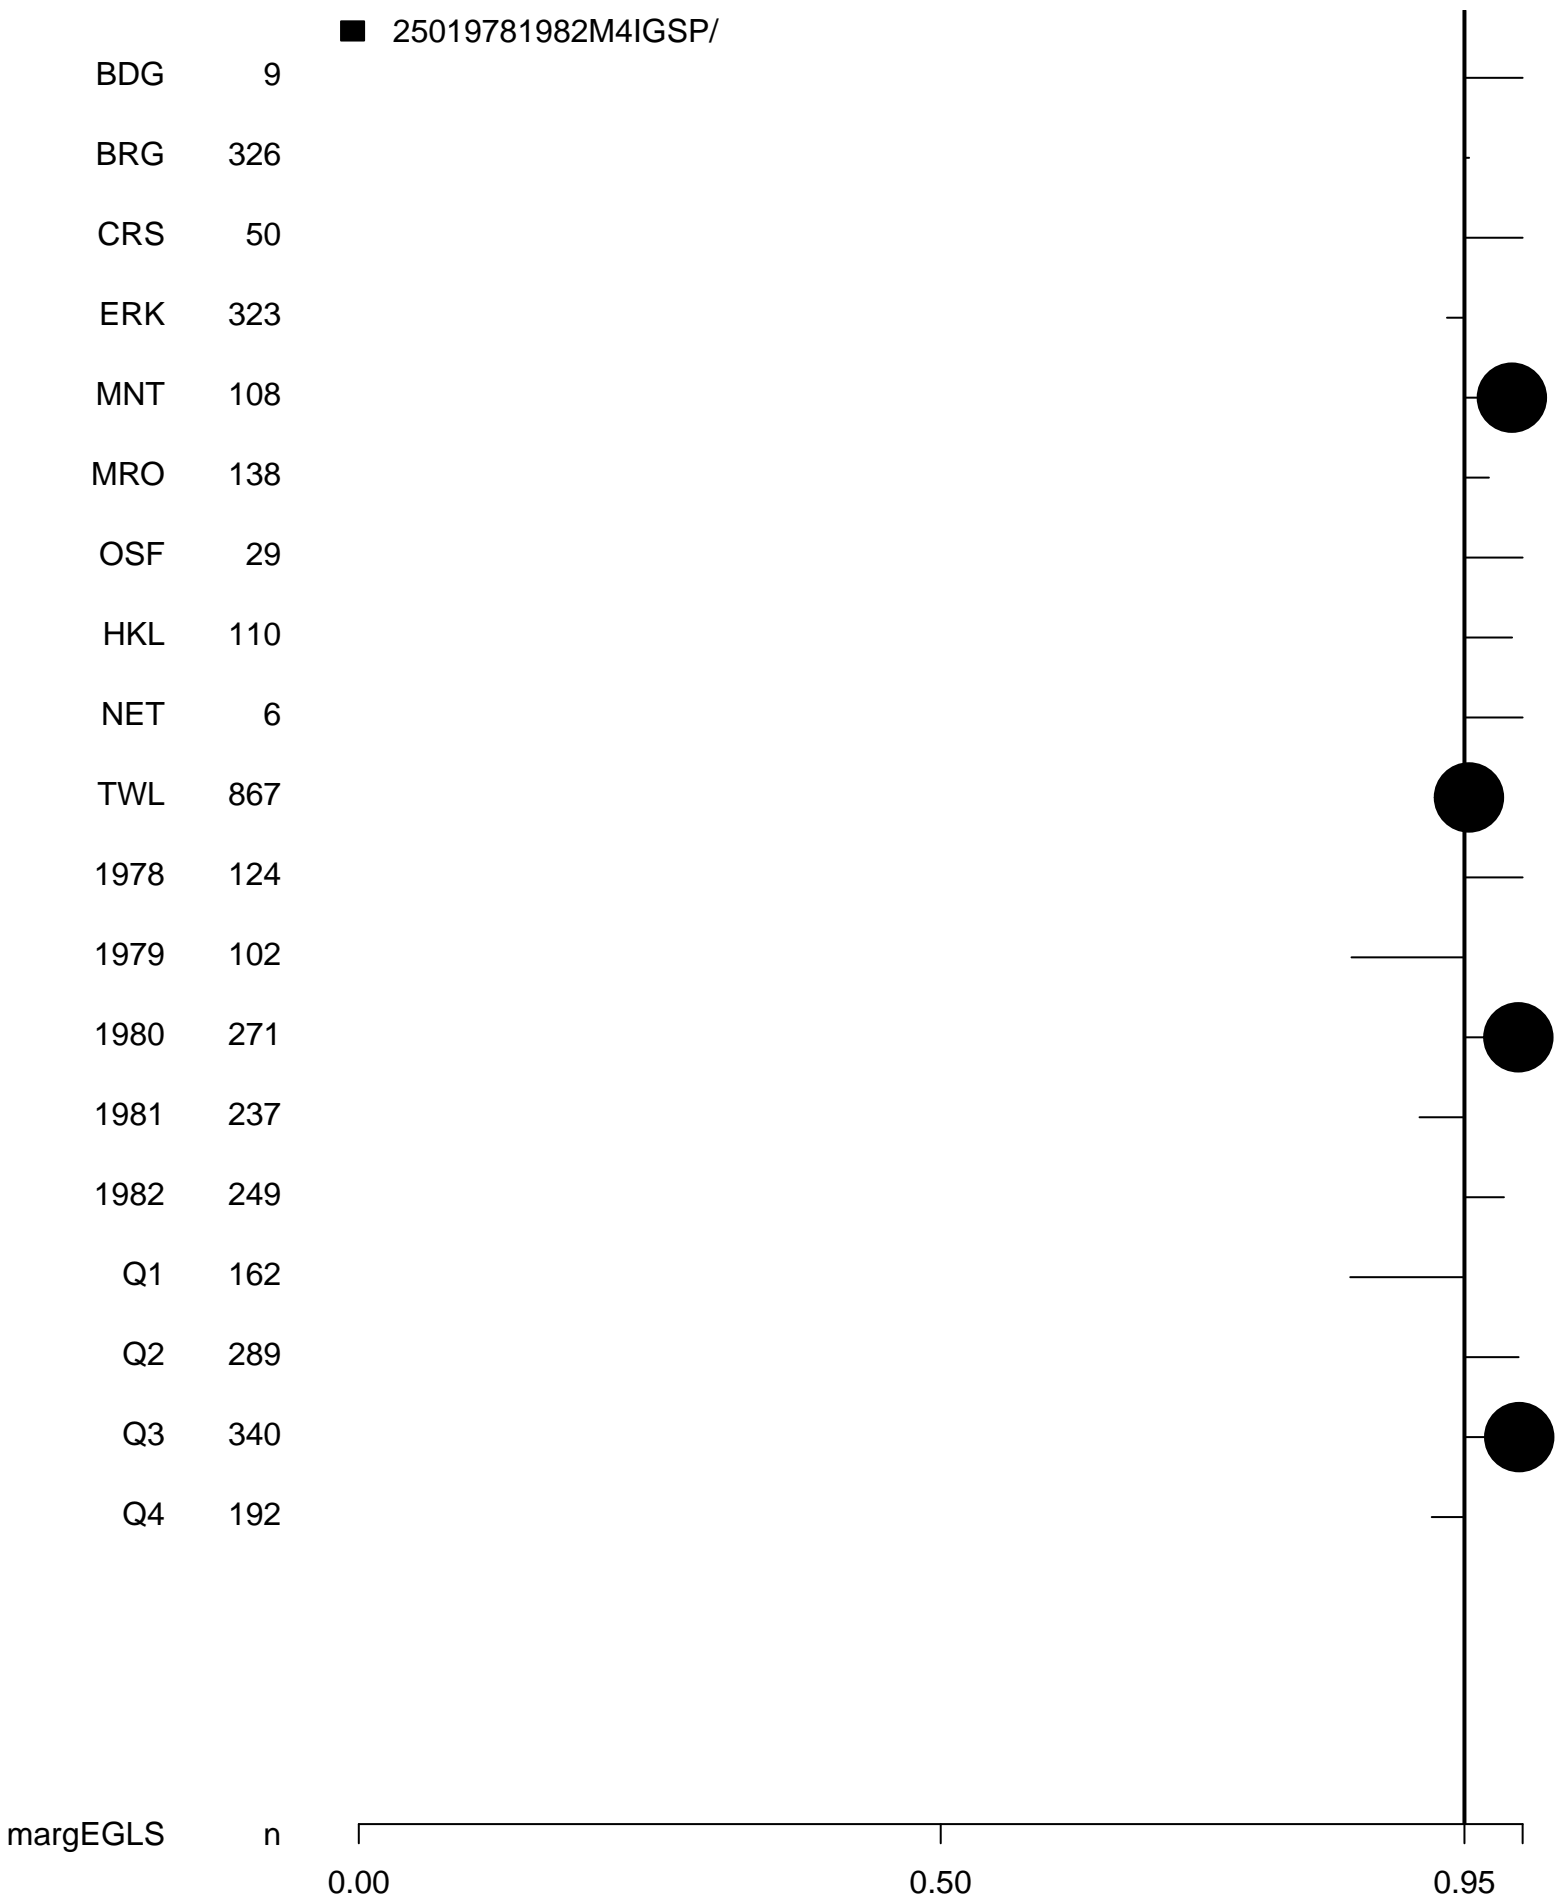 25019781982M4IGSP/
BDG 9
BRG 326
CRS 50
ERK 323
MNT 108
MRO 138
OSF 29
HKL 110
NET 6
TWL 867
1978 124
1979 102
1980 271
1981 237
1982 249
Q1 162
Q2 289
Q3 340
Q4 192
margEGLS n
0.00 0.50 0.95